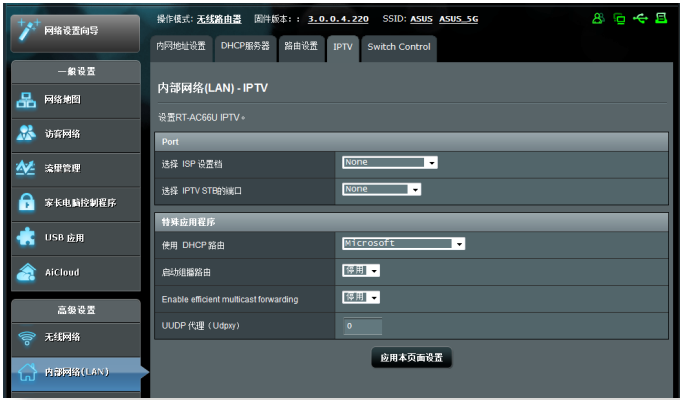 操作模式: 无线路由器 固件版本: : 3.0.0.4.220 SSID: ASUS ASUS_5G
网络设置向导
一般设置
网络地图
访客网络
流量管理
家长电脑控制程序
USB 应用
AiCloud
高级设置
无线网络
内部网络(LAN)
内网地址设置 DHCP服务器 路由设置 IPTV Switch Control
内部网络(LAN) - IPTV
设置RT-AC66U IPTV。
Port
选择 ISP 设置档 None
选择 IPTV STB的端口 None
特殊应用程序
使用 DHCP 路由 Microsoft
启动组播路由 停用
Enable efficient multicast forwarding 停用
UUDP 代理 ( Udpxy) 0
应用本页面设置